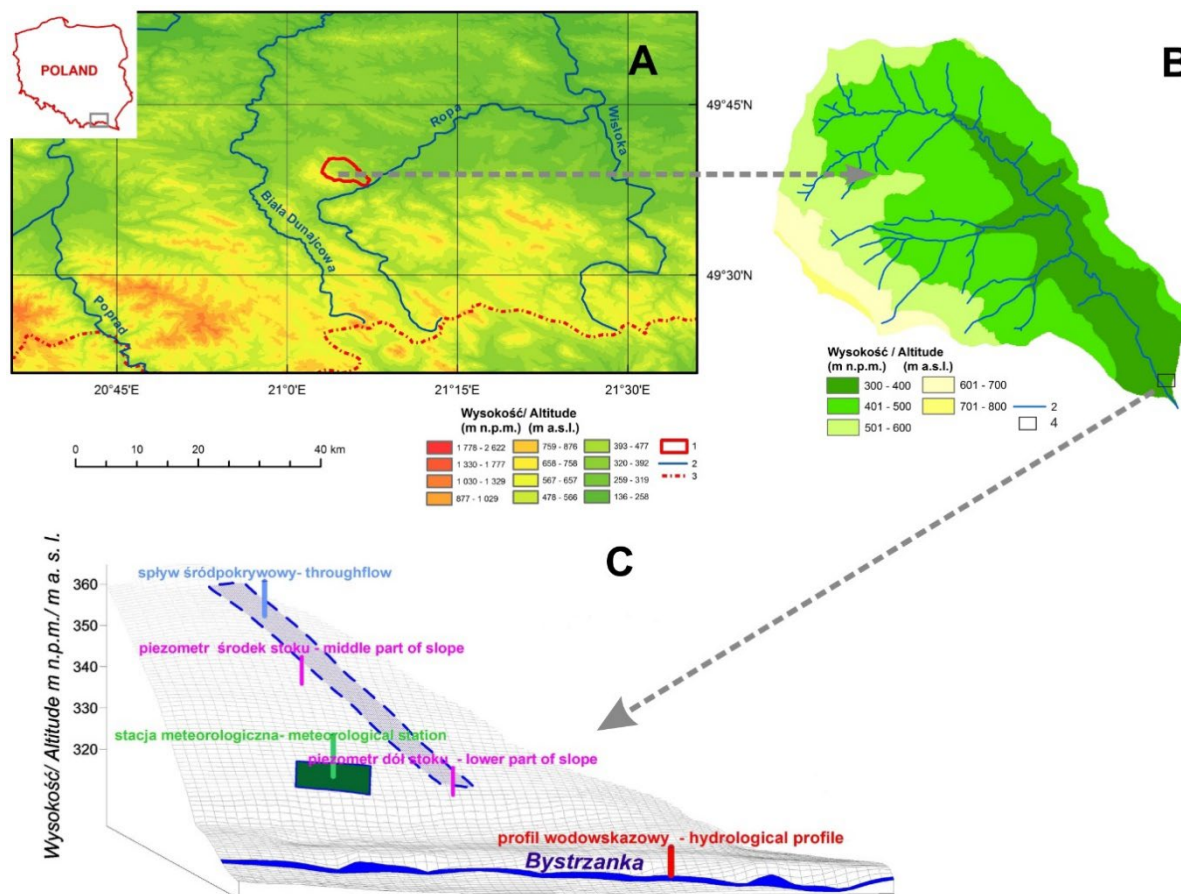 POLAND
A
Ropa
Wisłoka
Biała Dunajcowa
Poprad
49°45'N
49°30'N
20°45'E
21°0'E
21°15'E
21°30'E
0 10 20 40 km
Wysokość/ Altitude
(m n.p.m.) (m a.s.l.)
1 778 - 2 622
1 330 - 1 777
1 030 - 1 329
877 - 1 029
759 - 876
658 - 758
567 - 657
478 - 566
393 - 477
320 - 392
259 - 319
136 - 258
1
2
3
B
Wysokość / Altitude
(m n.p.m.) (m a.s.l.)
300 - 400
401 - 500
501 - 600
601 - 700
701 - 800
2
4
C
Wysokość/ Altitude m n.p.m./ m a. s. l.
360
350
340
330
320
spływ śródpokrywowy- throughflow
piezometr środek stoku - middle part of slope
stacja meteorologiczna- meteorological station
piezometr dół stoku - lower part of slope
profil wodowskazowy - hydrological profile
Bystrzanka